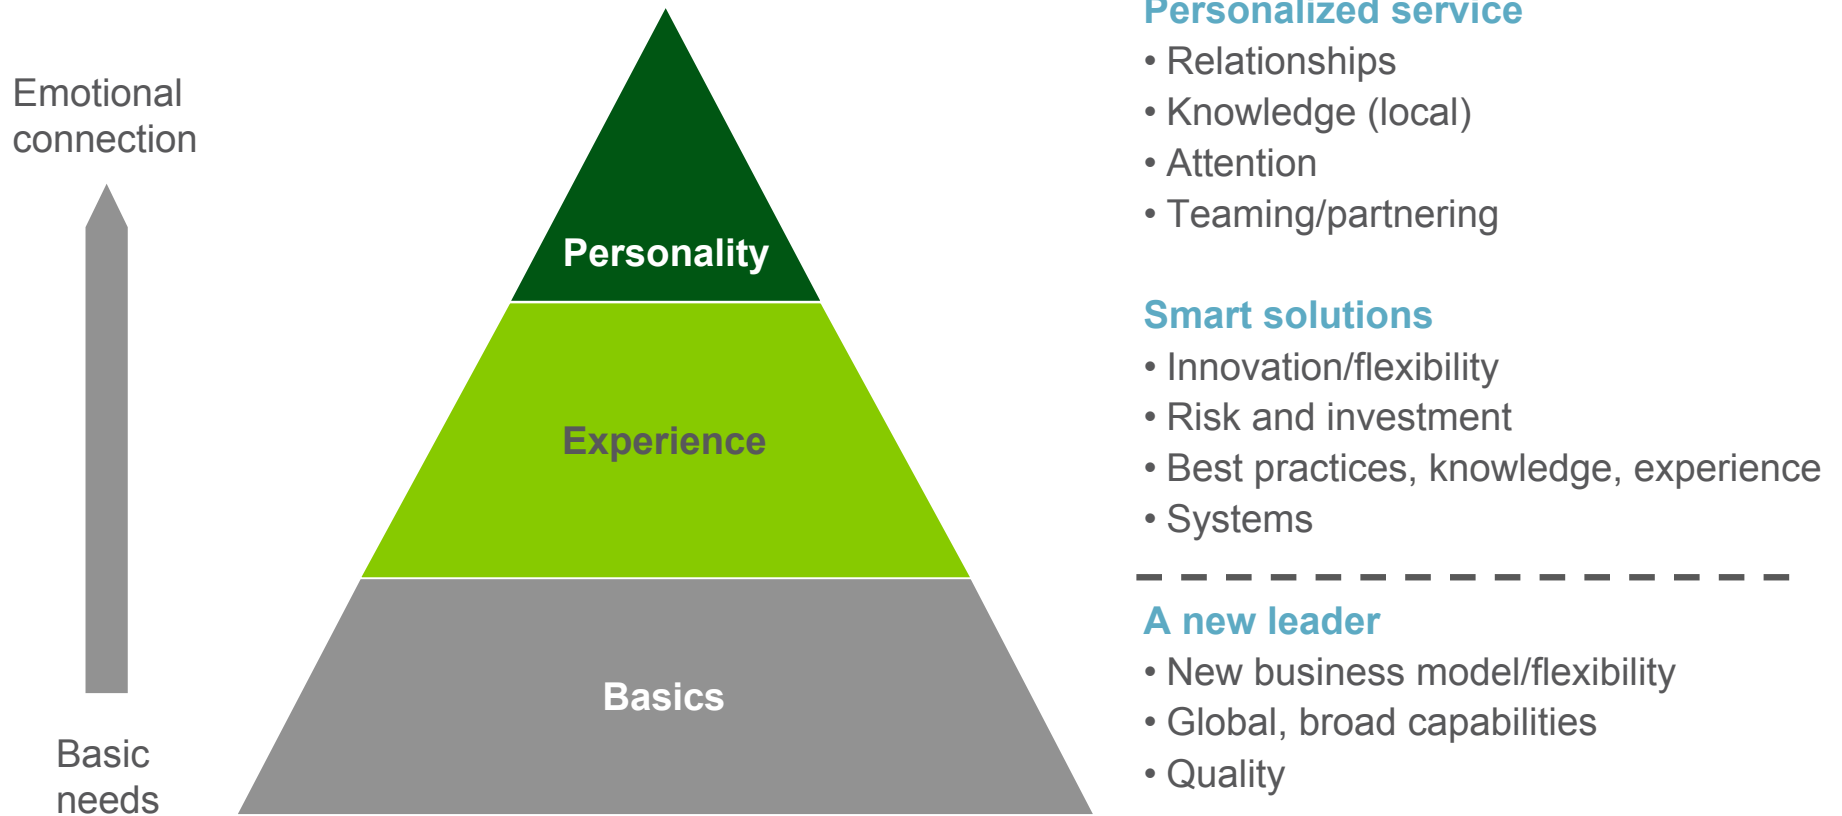 Emotional
connection
Basic
needs
Personality
Experience
Basics
Personalized service
• Relationships
• Knowledge (local)
• Attention
• Teaming/partnering
Smart solutions
• Innovation/flexibility
• Risk and investment
• Best practices, knowledge, experience
• Systems
A new leader
• New business model/flexibility
• Global, broad capabilities
• Quality